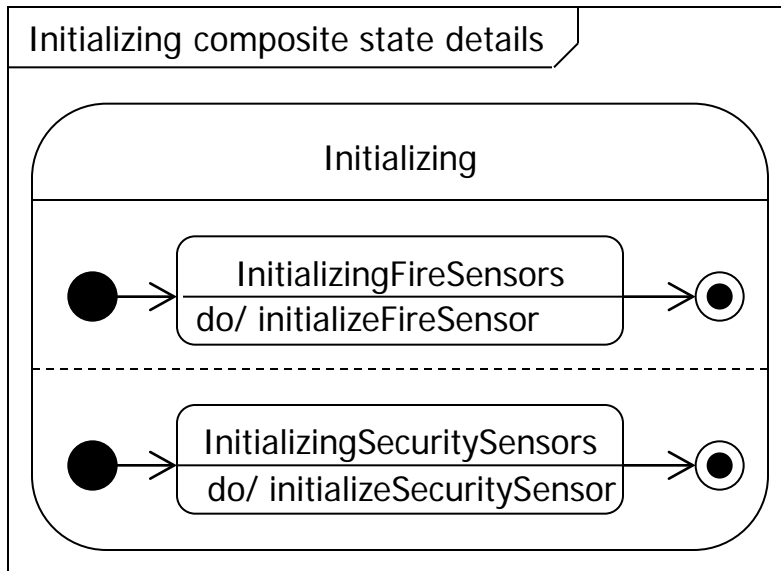 Initializing composite state details
Initializing
InitializingFireSensors
do/ initializeFireSensor
InitializingSecuritySensors
do/ initializeSecuritySensor